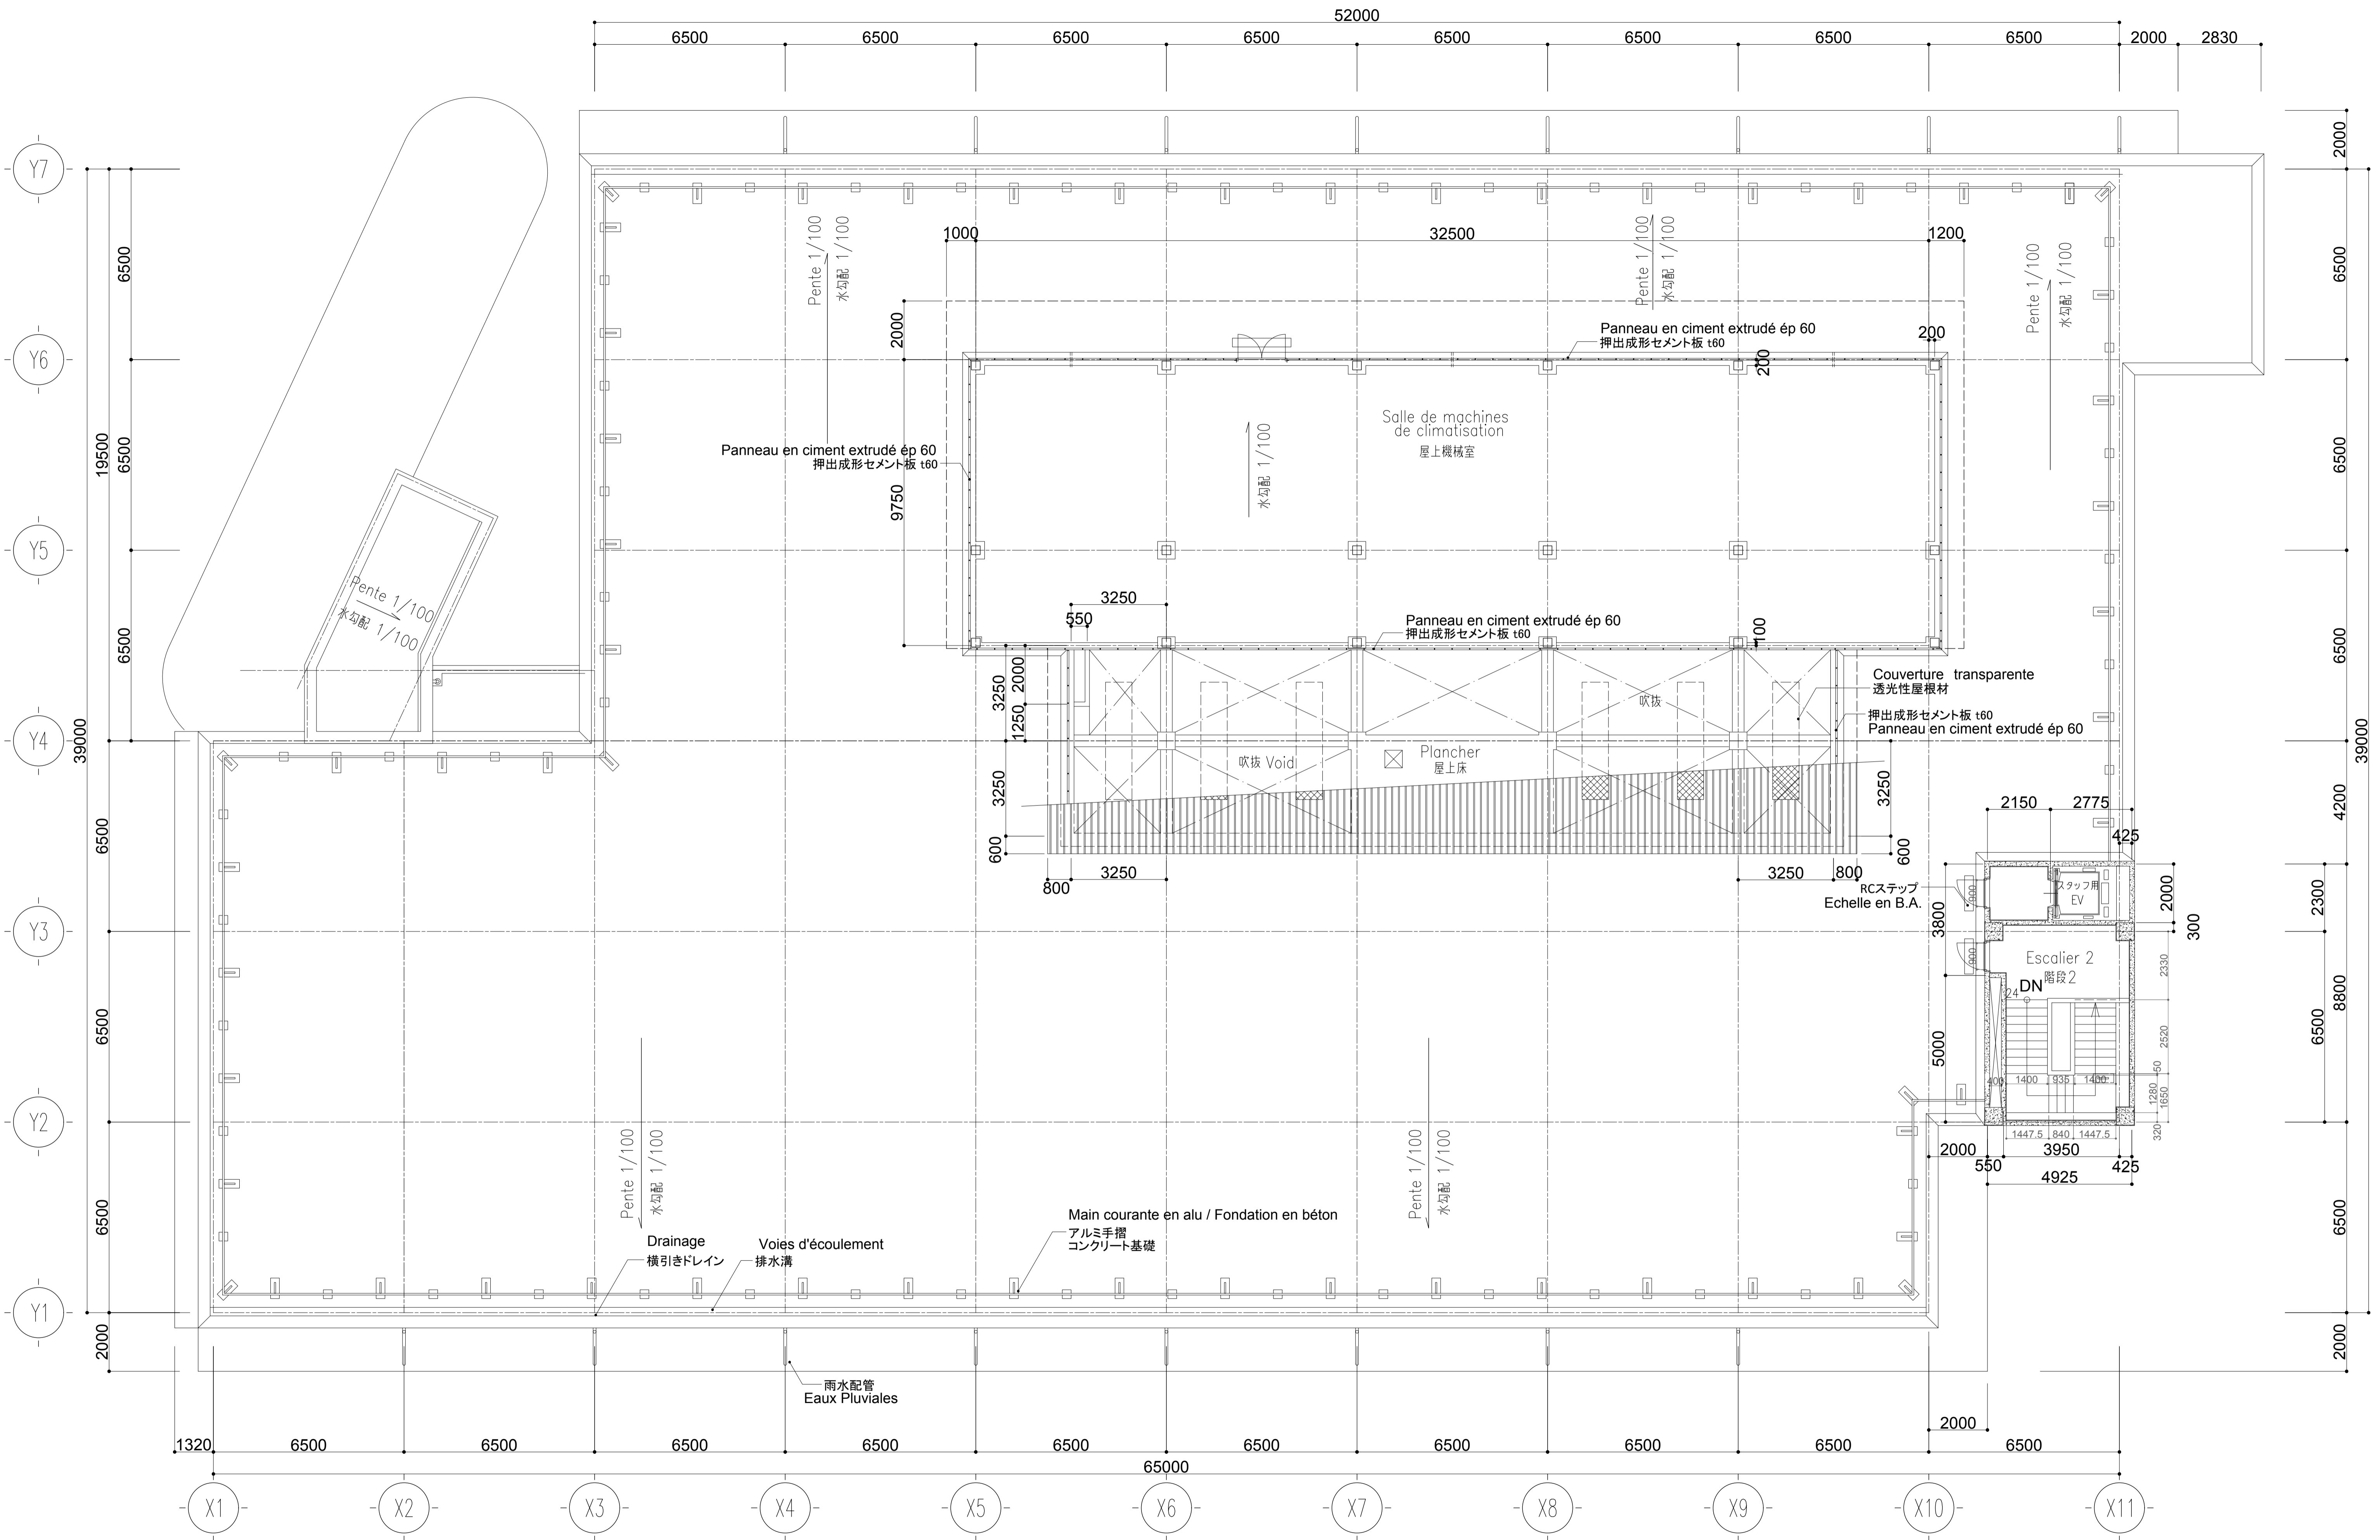 52000
6500 6500 6500 6500 6500 6500 6500 6500 2000 2830
2000
Y7
Pente 1/100
水勾配 1/100
Pente 1/100
水勾配 1/100
Pente 1/100
水勾配 1/100
1000 32500 1200
6500
6500
2000
Panneau en ciment extrudé ép 60
押出成形セメント板 t60
200
200
Y6
Salle de machines
de climatisation
屋上機械室
水勾配 1/100
Panneau en ciment extrudé ép 60
押出成形セメント板 t60
19500
6500
9750
6500
Y5
Pente 1/100
水勾配 1/100
3250
550
Panneau en ciment extrudé ép 60
押出成形セメント板 t60
100
6500
6500
3250
2000
1250
Couverture transparente
透光性屋根材
吹抜
押出成形セメント板 t60
Panneau en ciment extrudé ép 60
Y4
39000
39000
吹抜 Void
Plancher
屋上床
3250
3250
600
600
800
3250
3250
800
6500
4200
2150 2775
425
RCステップ
Echelle en B.A.
900
スタッフ用
EV
2000
2300
300
3800
Y3
900
Escalier 2
階段2
DN
24
2330
8800
6500
6500
5000
2520
50
400 1400 935 1400
1280
1650
320
Y2
1447.5 840 1447.5
2000
550
3950
425
4925
Pente 1/100
水勾配 1/100
Pente 1/100
水勾配 1/100
6500
6500
Main courante en alu / Fondation en béton
アルミ手摺
コンクリート基礎
Drainage
横引きドレイン
Voies d'écoulement
排水溝
Y1
2000
2000
雨水配管
Eaux Pluviales
2000
1320 6500 6500 6500 6500 6500 6500 6500 6500 6500 6500
65000
X1 X2 X3 X4 X5 X6 X7 X8 X9 X10 X11